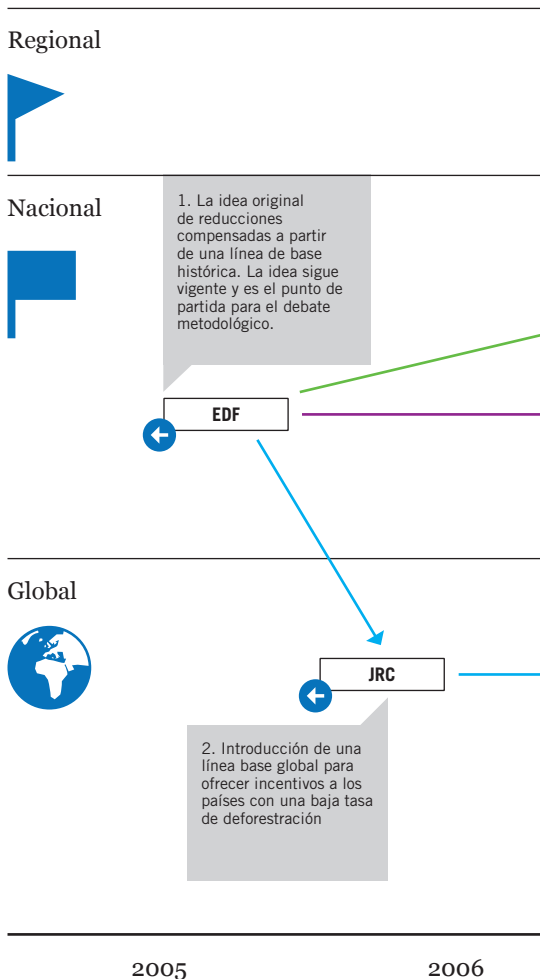 Regional
Nacional
1. La idea original
de reducciones
compensadas a partir
de una línea de base
histórica. La idea sigue
vigente y es el punto de
partida para el debate
metodológico.
EDF
Global
JRC
2. Introducción de una
línea base global para
ofrecer incentivos a los
países con una baja tasa
de deforestración
2005
2006